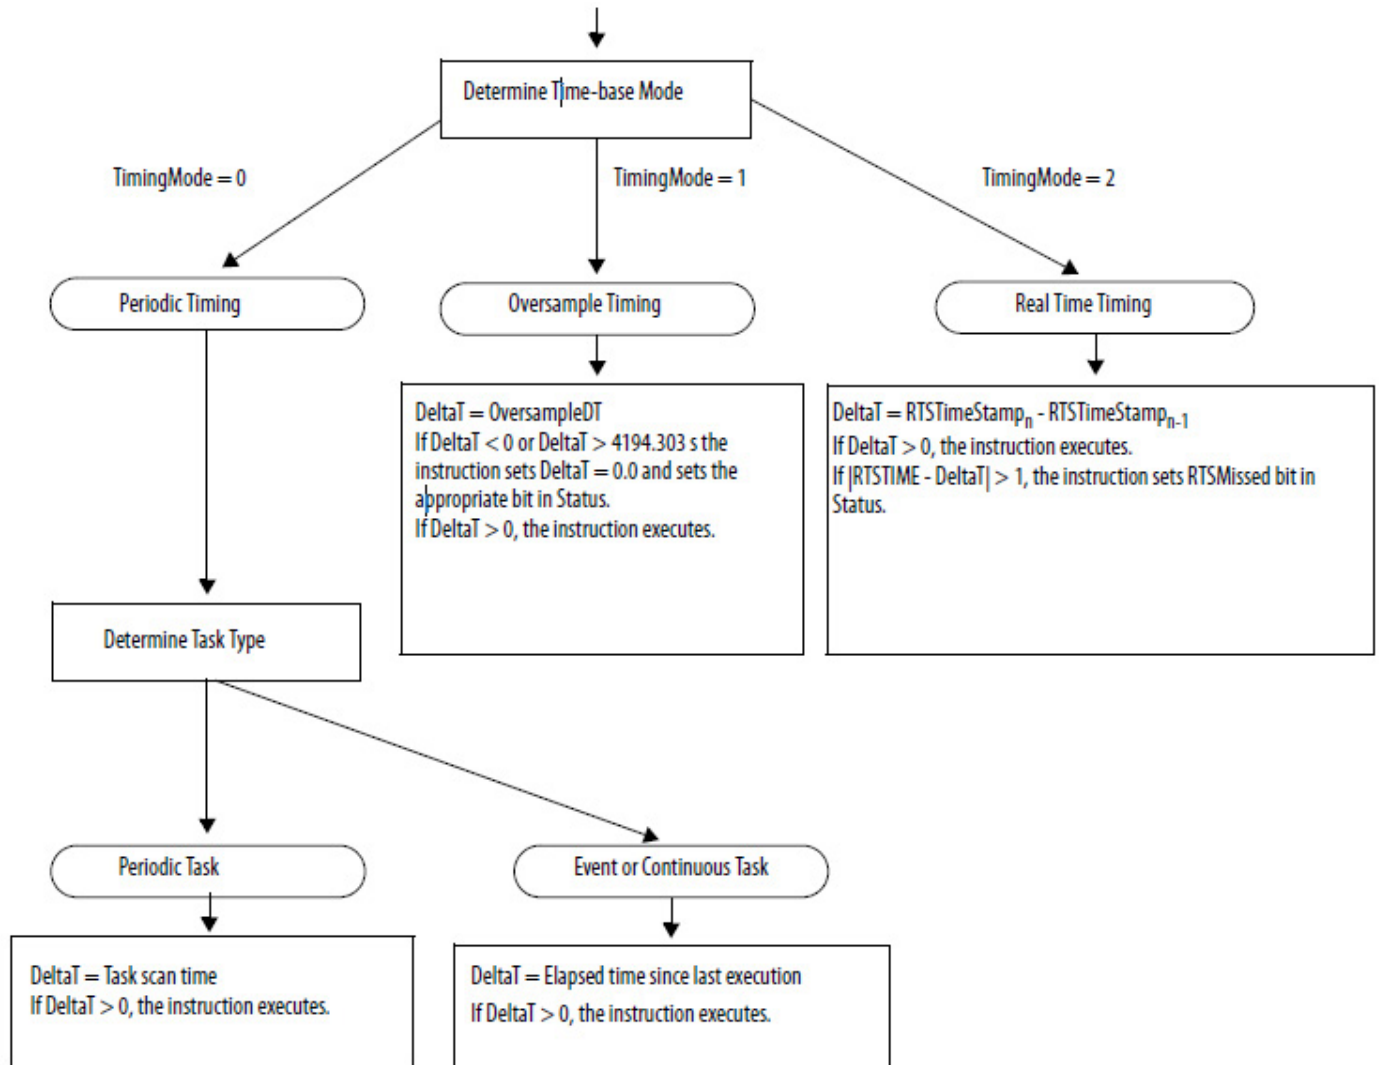 Determine Time-base Mode
TimingMode = 0
TimingMode = 1
TimingMode = 2
Periodic Timing
Oversample Timing
Real Time Timing
DeltaT = OversampleDT
If DeltaT < 0 or DeltaT > 4194.303 s the
instruction sets DeltaT = 0.0 and sets the
appropriate bit in Status.
If DeltaT > 0, the instruction executes.
DeltaT = RTSTimeStampn - RTSTimeStampn-1
If DeltaT > 0, the instruction executes.
If |RTSTIME - DeltaT| > 1, the instruction sets RTSMissed bit in
Status.
Determine Task Type
Periodic Task
Event or Continuous Task
DeltaT = Task scan time
If DeltaT > 0, the instruction executes.
DeltaT = Elapsed time since last execution
If DeltaT > 0, the instruction executes.